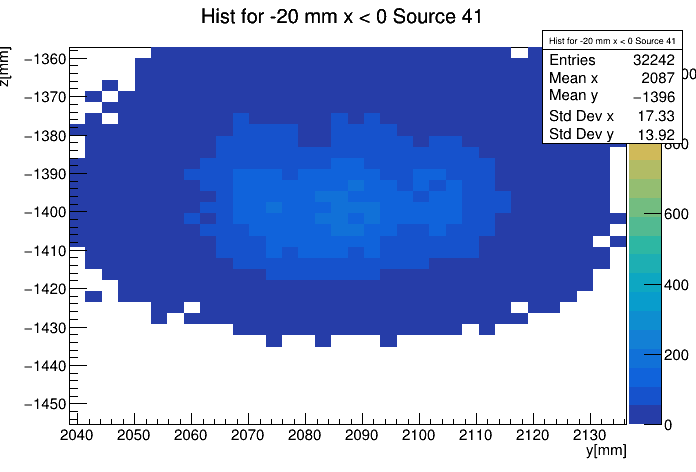 Hist for -20 mm x < 0 Source 41
Hist for -20 mm x < 0 Source 41
Entries 32242
Mean x 2087
Mean y −1396
Std Dev x 17.33
Std Dev y 13.92
z[mm]
−1360
−1370
−1380
−1390
−1400
−1410
−1420
−1430
−1440
−1450
2040 2050 2060 2070 2080 2090 2100 2110 2120 2130
y[mm]
800
600
400
200
0